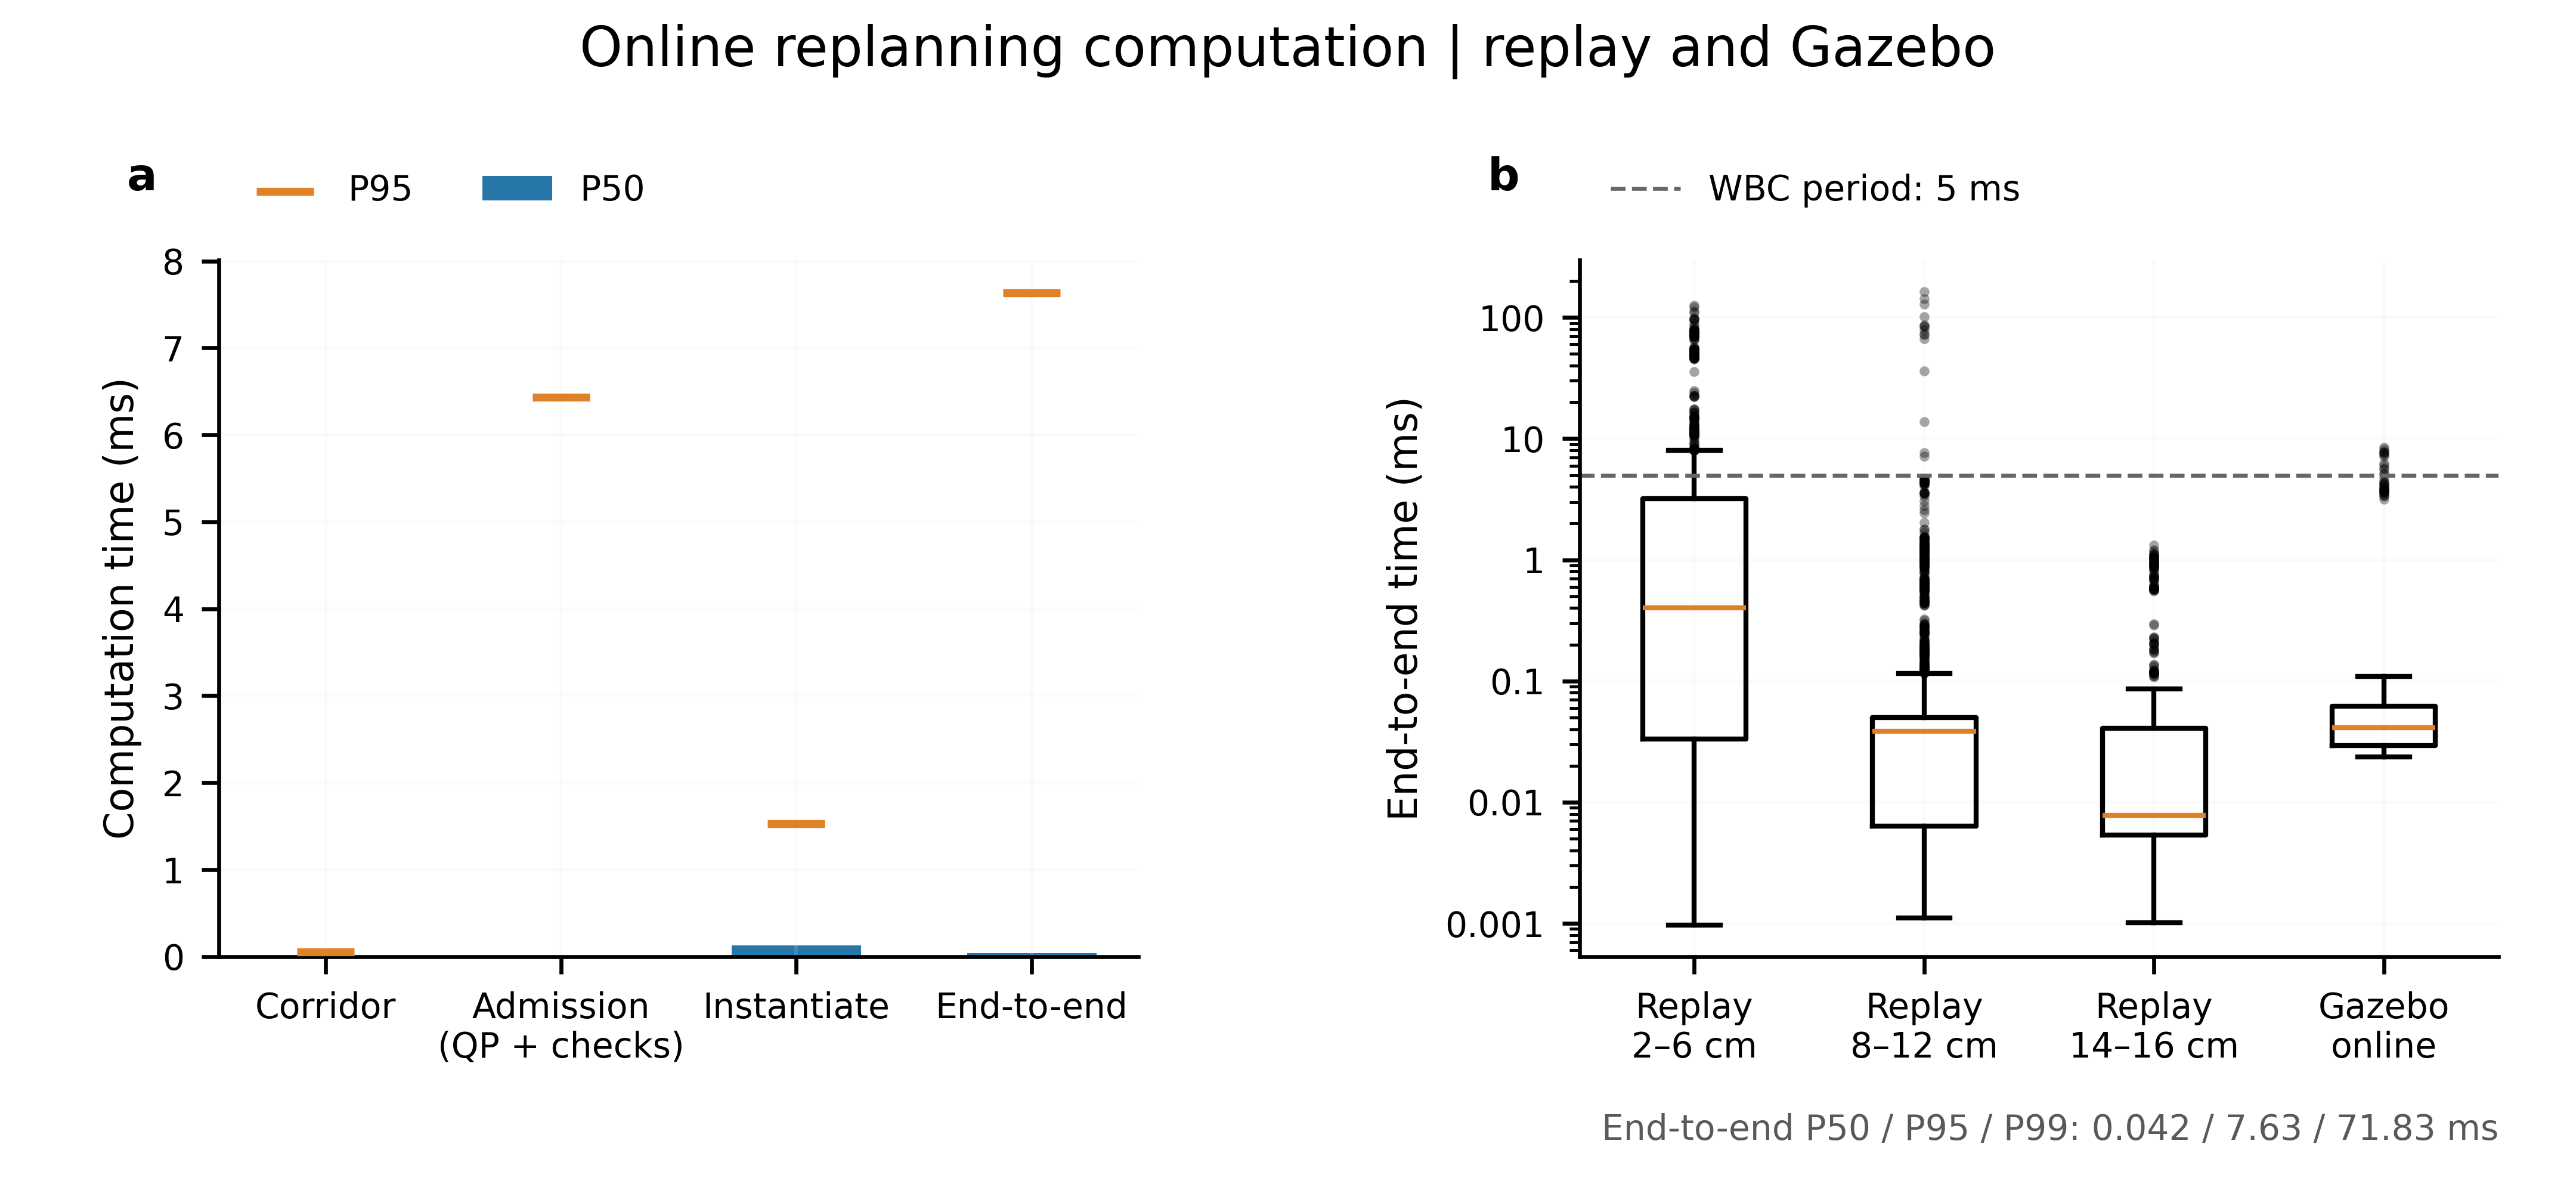 Online replanning computation | replay and Gazebo
a
P95
P50
Computation time (ms)
8
7
6
5
4
3
2
1
0
Corridor
Admission
(QP + checks)
Instantiate
End-to-end
b
WBC period: 5 ms
End-to-end time (ms)
100
10
1
0.1
0.01
0.001
Replay
2–6 cm
Replay
8–12 cm
Replay
14–16 cm
Gazebo
online
End-to-end P50 / P95 / P99: 0.042 / 7.63 / 71.83 ms